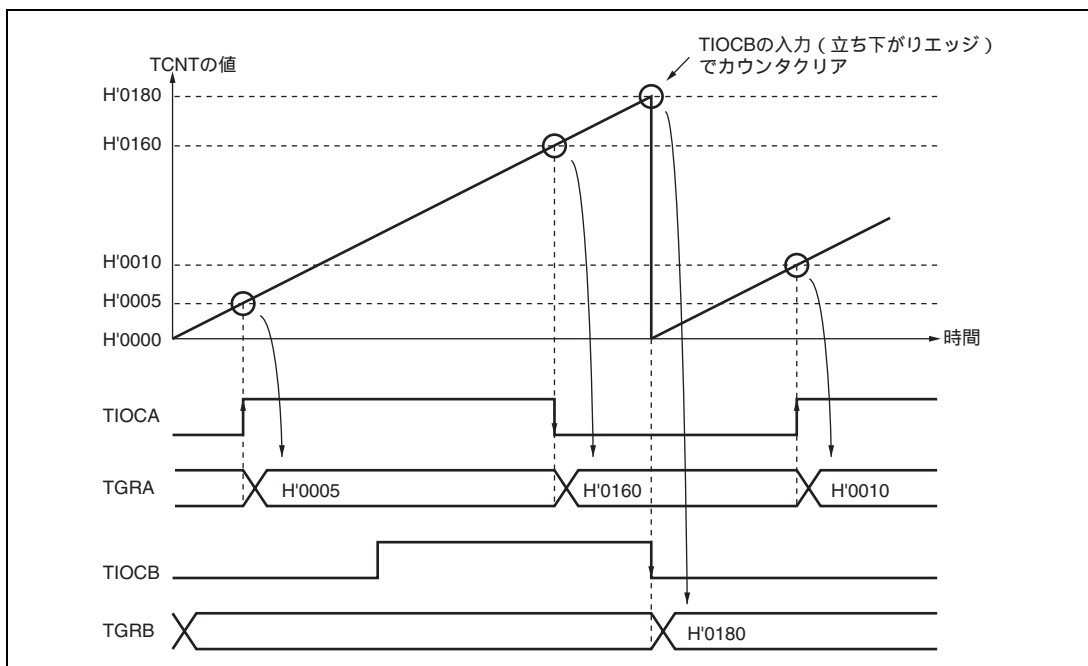 TIOCBの入力（立ち下がりエッジ）
でカウンタクリア
TCNTの値
H'0180
H'0160
H'0010
H'0005
H'0000
時間
TIOCA
TGRA
H'0005
H'0160
H'0010
TIOCB
TGRB
H'0180